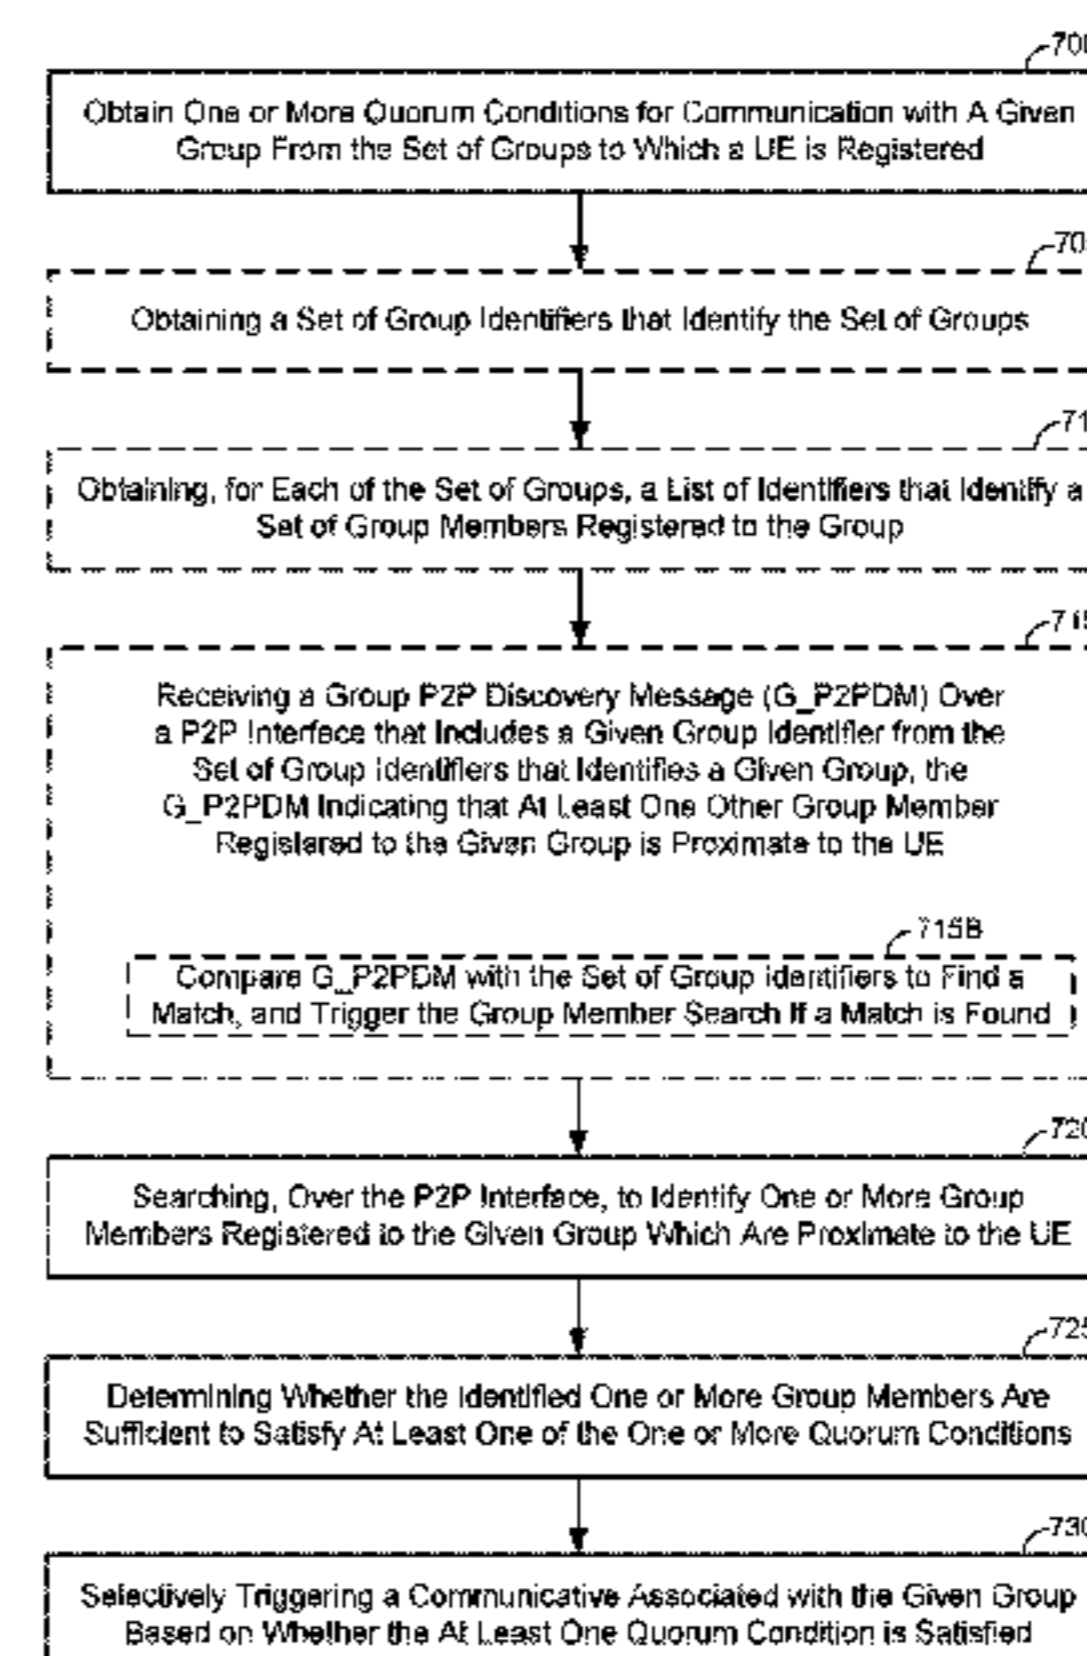 700
Obtain One or More Quorum Conditions for Communication with A Given
Group From the Set of Groups to Which a UE is Registered
70
Obtaining a Set of Group Identifiers that Identify the Set of Groups
71
Obtaining, for Each of the Set of Groups, a List of Identifiers that Identify a
Set of Group Members Registered to the Group
715
Receiving a Group P2P Discovery Message (G_P2PDM) Over
a P2P Interface that Includes a Given Group Identifier from the
Set of Group Identifiers that Identifies a Given Group, the
G_P2PDM Indicating that At Least One Other Group Member
Registered to the Given Group is Proximate to the UE
715B
Compare G_P2PDM with the Set of Group Identifiers to Find a
Match, and Trigger the Group Member Search If a Match is Found
720
Searching, Over the P2P Interface, to Identify One or More Group
Members Registered to the Given Group Which Are Proximate to the UE
725
Determining Whether the Identified One or More Group Members Are
Sufficient to Satisfy At Least One of the One or More Quorum Conditions
730
Selectively Triggering a Communicative Associated with the Given Group
Based on Whether the At Least One Quorum Condition is Satisfied